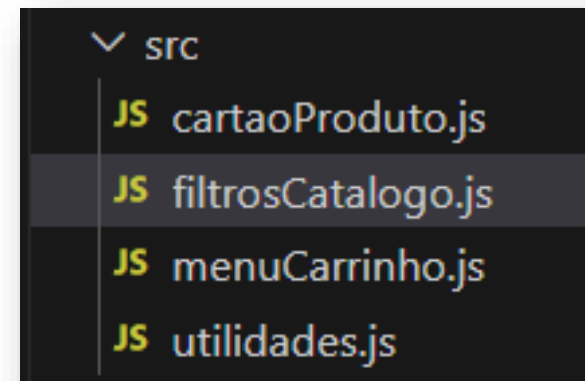 src
JS cartaoProduto.js
JS filtrosCatalogo.js
JS menuCarrinho.js
JS utilidades.js